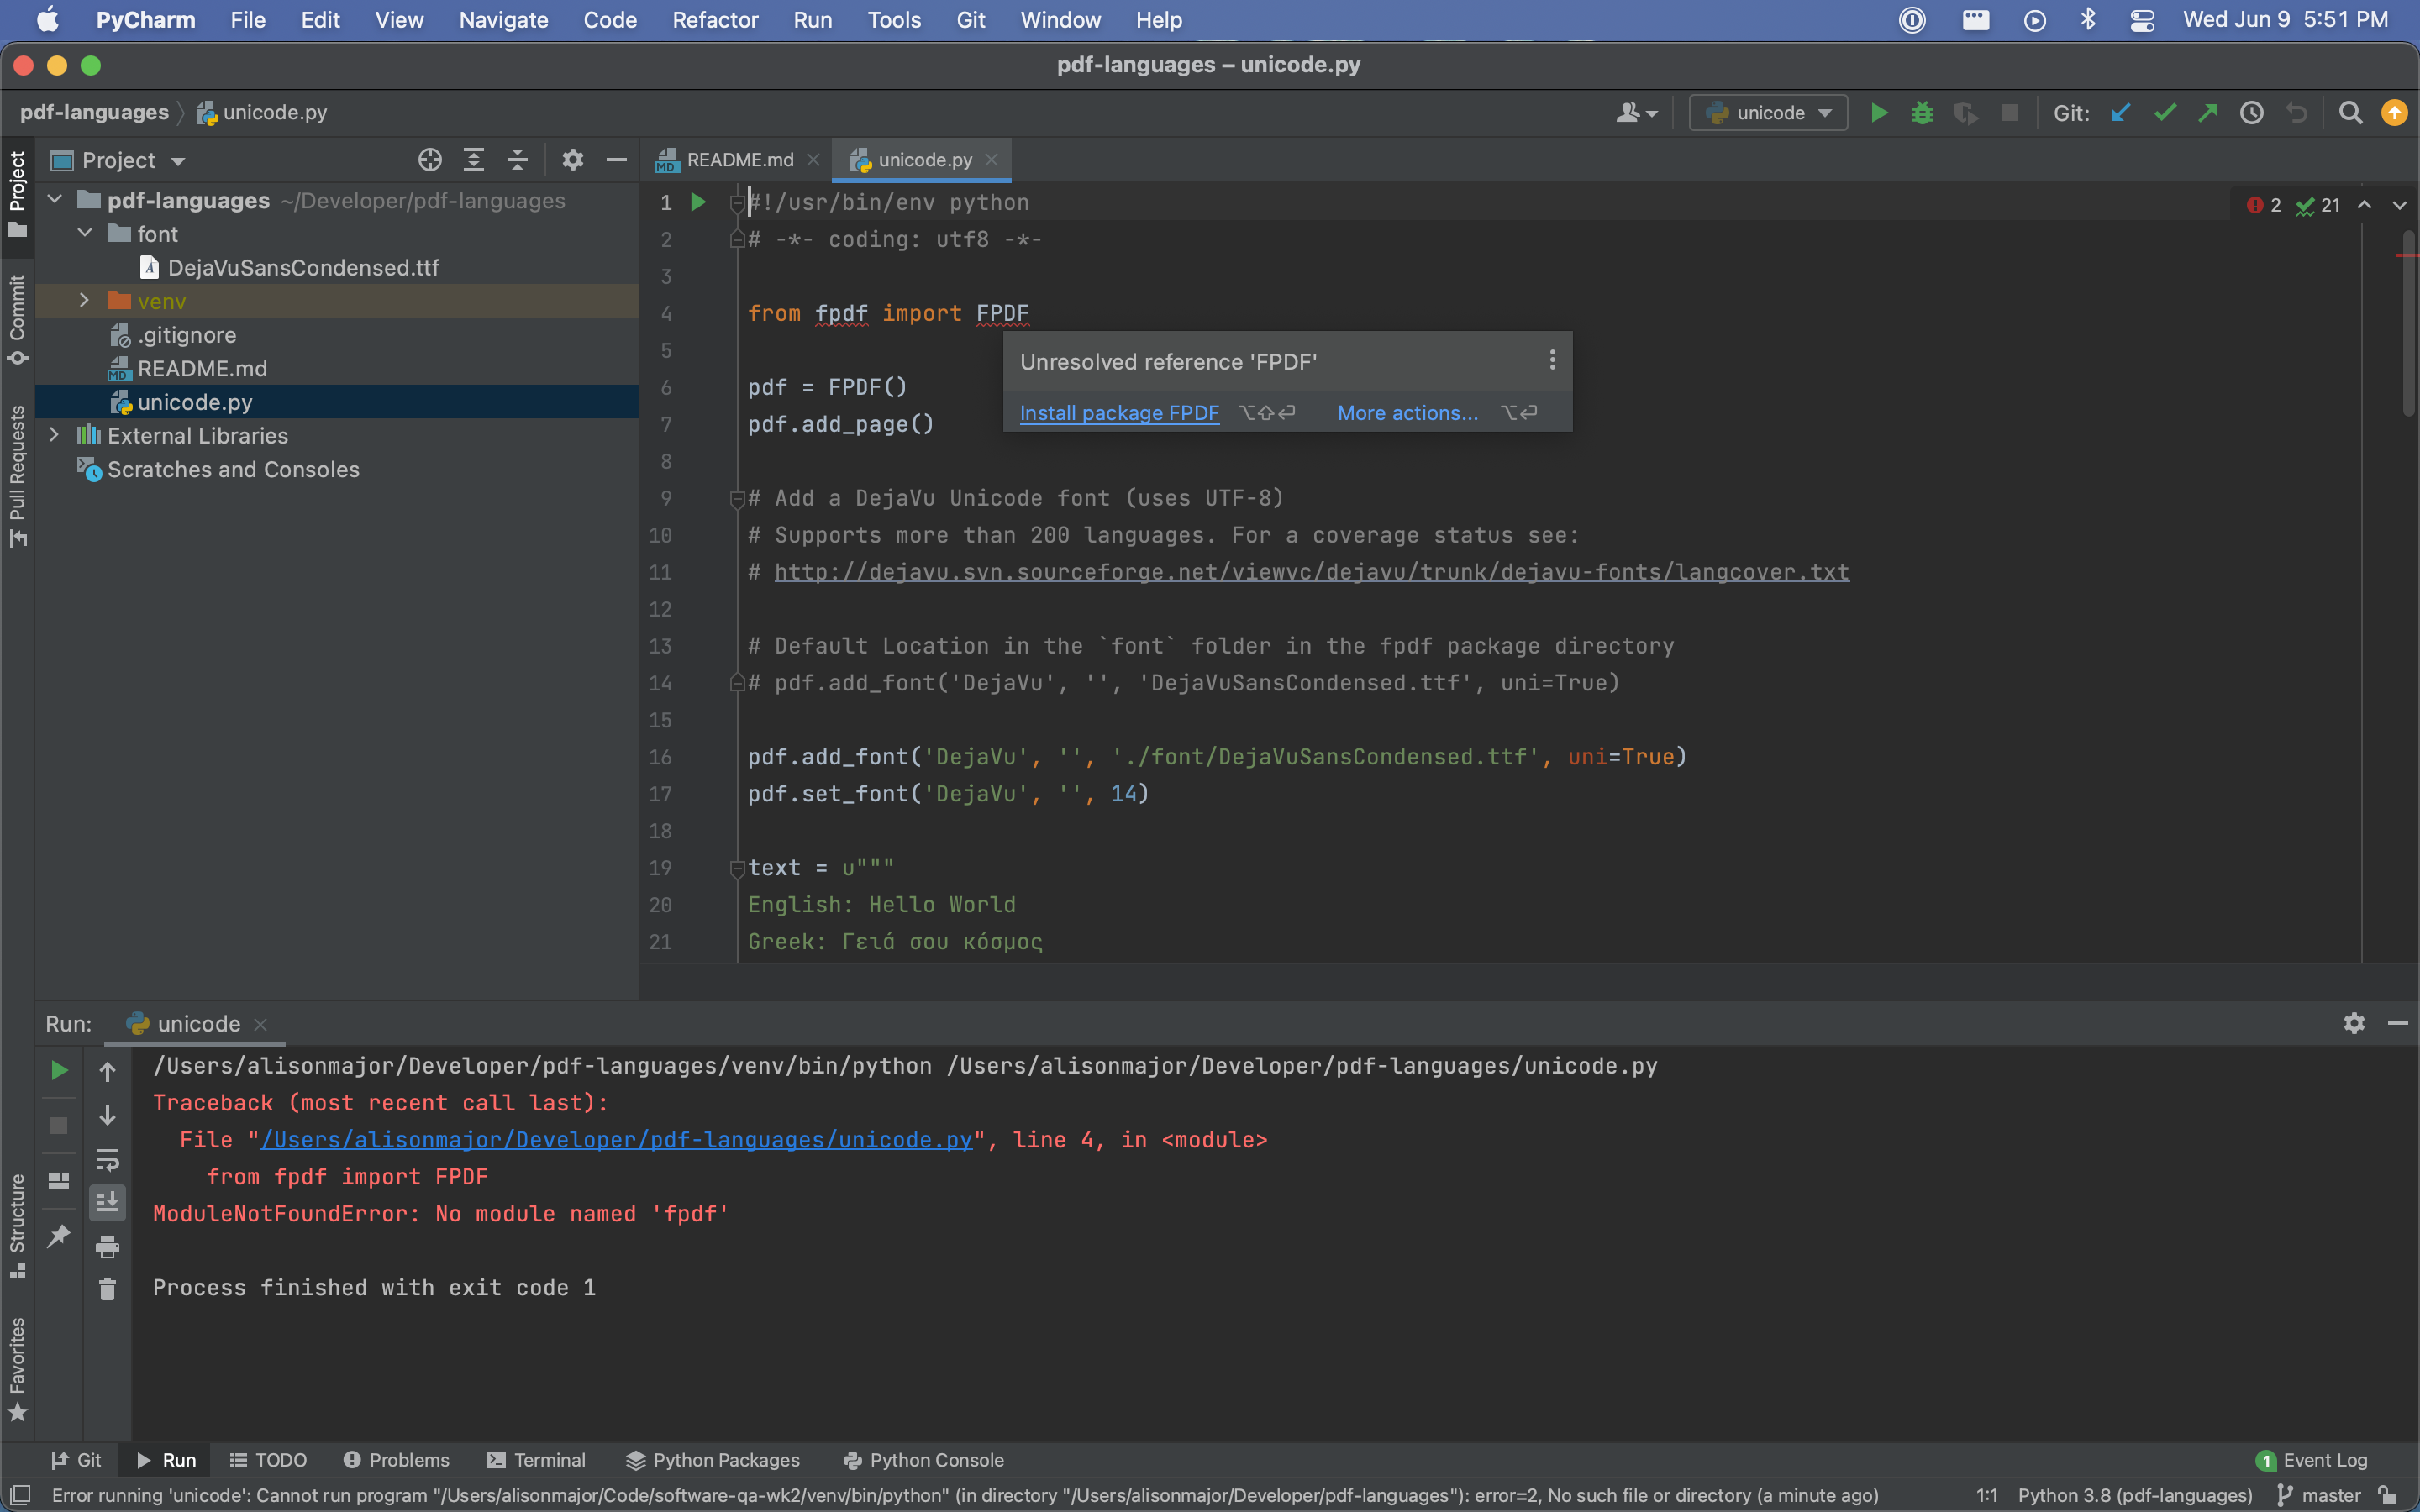 PyCharm File Edit View Navigate Code Refactor Run Tools Git Window Help Wed Jun 9 5:51 PM
pdf-languages – unicode.py
pdf-languages unicode.py unicode Git:
Project README.md unicode.py
Project
Commit
Pull Requests
Structure
Favorites
pdf-languages ~/Developer/pdf-languages
font
DejaVuSansCondensed.ttf
venv
.gitignore
README.md
unicode.py
External Libraries
Scratches and Consoles
2 21
1 #!/usr/bin/env python
2 # -*- coding: utf8 -*-
3
4 from fpdf import FPDF
5
6 pdf = FPDF()
7 pdf.add_page()
8
Unresolved reference 'FPDF'
Install package FPDF ⌥⇧⏎ More actions... ⌥⏎
9 # Add a DejaVu Unicode font (uses UTF-8)
10 # Supports more than 200 languages. For a coverage status see:
11 # http://dejavu.svn.sourceforge.net/viewvc/dejavu/trunk/dejavu-fonts/langcover.txt
12
13 # Default Location in the `font` folder in the fpdf package directory
14 # pdf.add_font('DejaVu', '', 'DejaVuSansCondensed.ttf', uni=True)
15
16 pdf.add_font('DejaVu', '', './font/DejaVuSansCondensed.ttf', uni=True)
17 pdf.set_font('DejaVu', '', 14)
18
19 text = u"""
20 English: Hello World
21 Greek: Γειά σου κόσμος
Run: unicode
/Users/alisonmajor/Developer/pdf-languages/venv/bin/python /Users/alisonmajor/Developer/pdf-languages/unicode.py
Traceback (most recent call last):
File "/Users/alisonmajor/Developer/pdf-languages/unicode.py", line 4, in <module>
from fpdf import FPDF
ModuleNotFoundError: No module named 'fpdf'
Process finished with exit code 1
Git Run TODO Problems Terminal Python Packages Python Console 1 Event Log
Error running 'unicode': Cannot run program "/Users/alisonmajor/Code/software-qa-wk2/venv/bin/python" (in directory "/Users/alisonmajor/Developer/pdf-languages"): error=2, No such file or directory (a minute ago) 1:1 Python 3.8 (pdf-languages) master